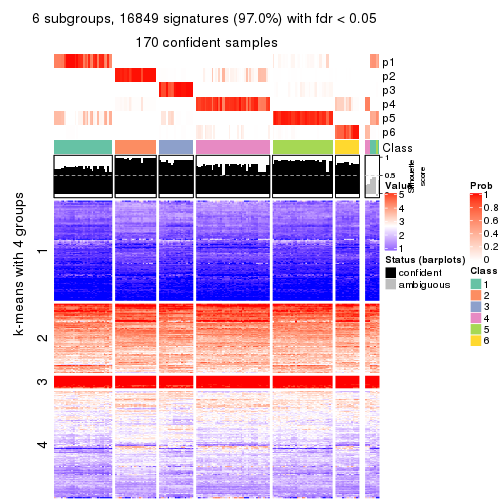 6 subgroups, 16849 signatures (97.0%) with fdr < 0.05
170 confident samples
p1
p2
p3
p4
p5
p6
Class
1
0.5
0
Silhouette
score
k-means with 4 groups
1
2
3
4
Value
5
4
3
2
1
Status (barplots)
confident
ambiguous
Prob
1
0.8
0.6
0.4
0.2
0
Class
1
2
3
4
5
6